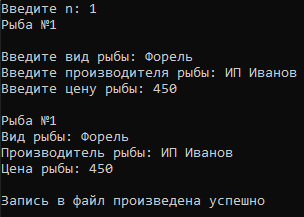 Введите n: 1
Рыба №1
Введите вид рыбы: Форель
Введите производителя рыбы: ИП Иванов
Введите цену рыбы: 450
Рыба №1
Вид рыбы: Форель
Производитель рыбы: ИП Иванов
Цена рыбы: 450
Запись в файл произведена успешно